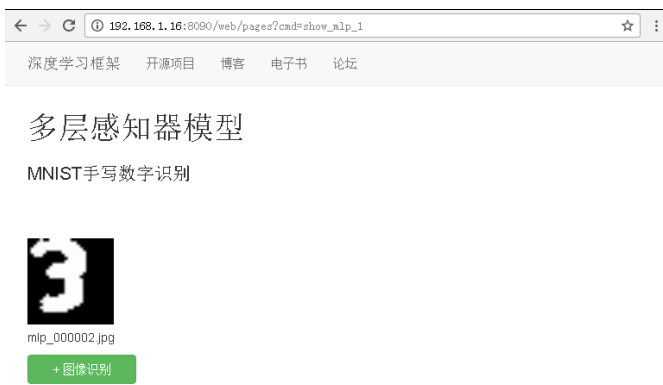 192.168.1.16:8090/web/pages?cmd=show_mlp_1
深度学习框架 开源项目 博客 电子书 论坛
多层感知器模型
MNIST手写数字识别
3
mlp_000002.jpg
+ 图像识别